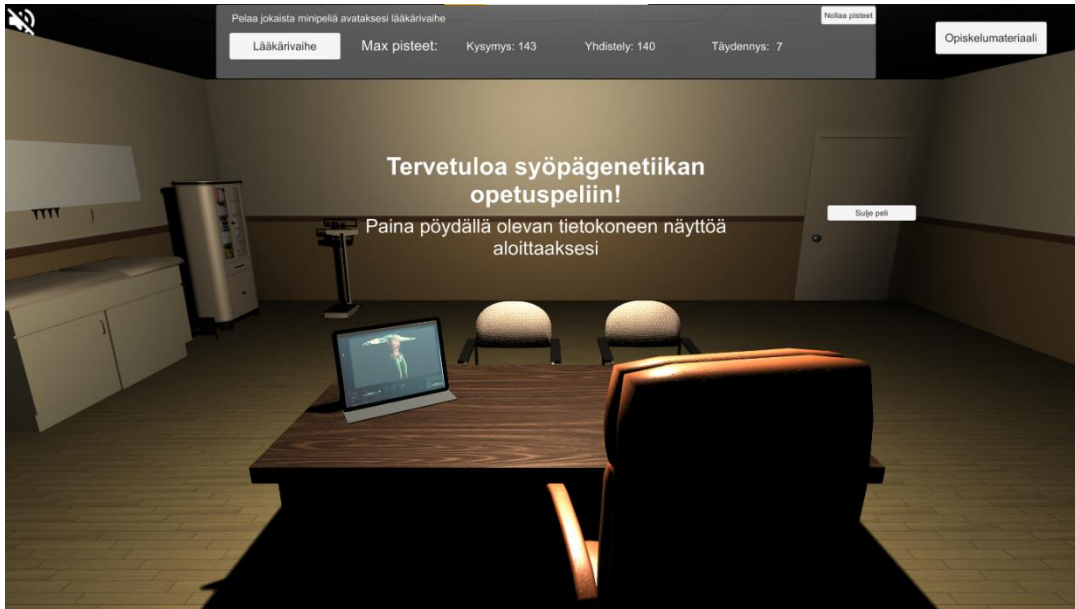 Pelaa jokaista minipeliä avataksesi lääkärivaihe
Nollaa pisteet
Lääkärivaihe
Max pisteet:
Kysymys: 143
Yhdistely: 140
Täydennys: 7
Opiskelumateriaali
Tervetuloa syöpägenetiikan
opetuspeliin!
Paina pöydällä olevan tietokoneen näyttöä
aloittaaksesi
Sulje peli